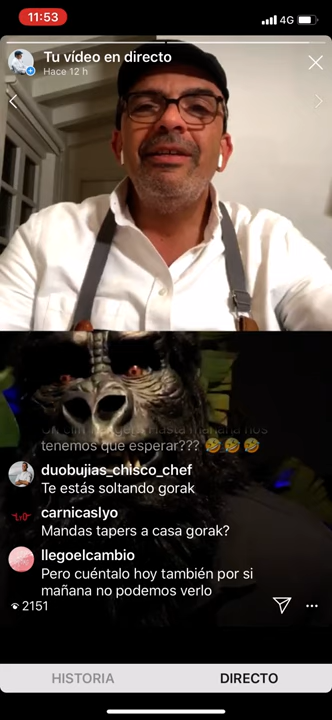 11:53
4G
Tu vídeo en directo
Hace 12 h
tenemos que esperar??? 🤣🤣🤣
duobujias_chisco_chef
Te estás soltando gorak
carnicaslyo
Mandas tapers a casa gorak?
llegoelcambio
Pero cuéntalo hoy también por si
mañana no podemos verlo
2151
HISTORIA DIRECTO